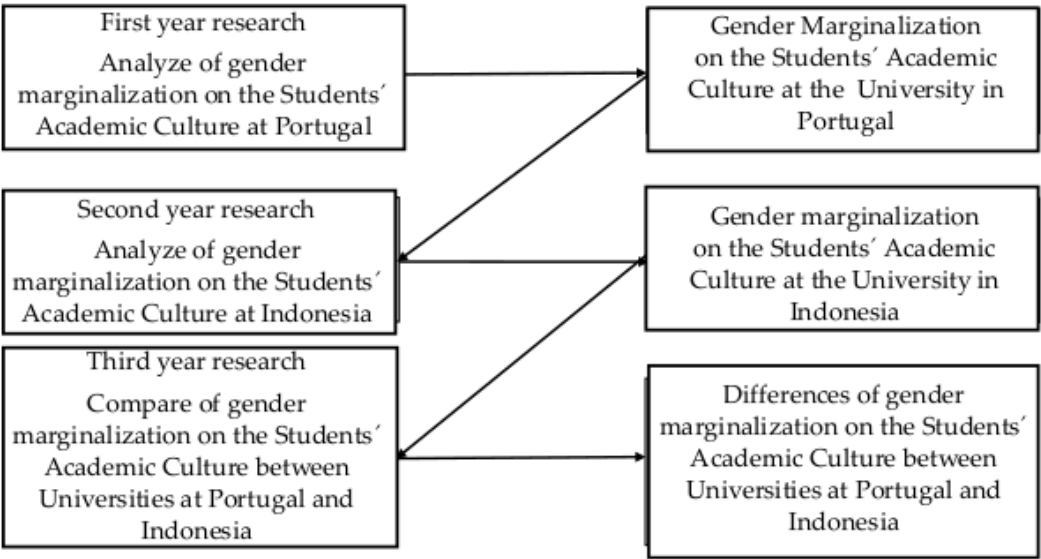 First year research
Analyze of gender
marginalization on the Students´
Academic Culture at Portugal
Gender Marginalization
on the Students´ Academic
Culture at the University in
Portugal
Second year research
Analyze of gender
marginalization on the Students´
Academic Culture at Indonesia
Gender marginalization
on the Students´ Academic
Culture at the University in
Indonesia
Third year research
Compare of gender
marginalization on the Students´
Academic Culture between
Universities at Portugal and
Indonesia
Differences of gender
marginalization on the Students´
Academic Culture between
Universities at Portugal and
Indonesia